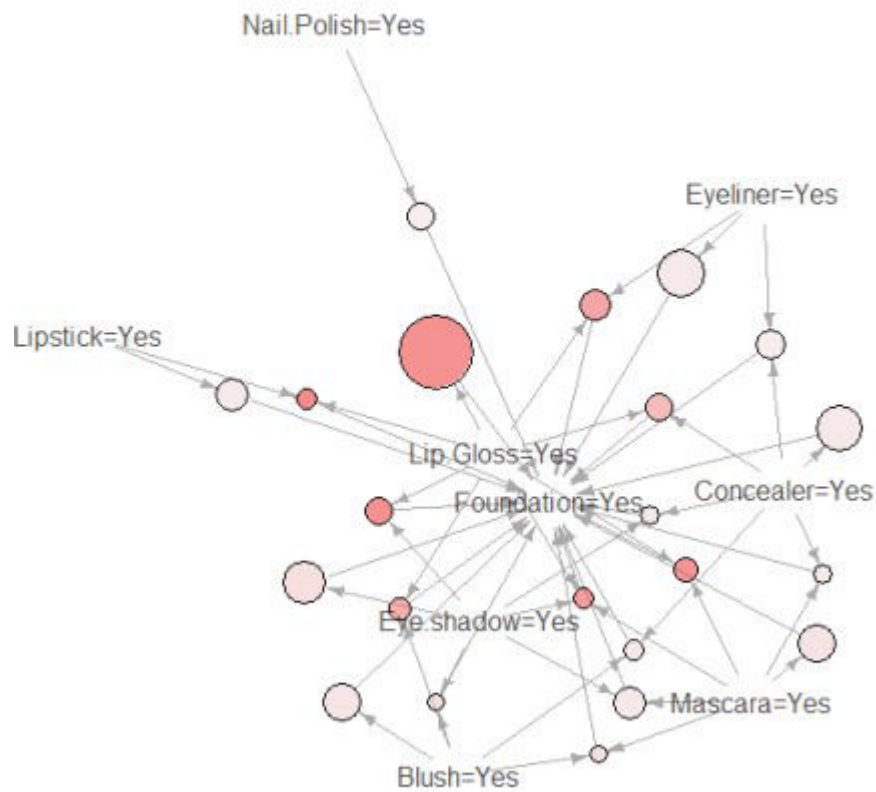 Nail.Polish=Yes
Eyeliner=Yes
Lipstick=Yes
Lip.Gloss=Yes
Foundation=Yes
Concealer=Yes
Eye.shadow=Yes
Mascara=Yes
Blush=Yes